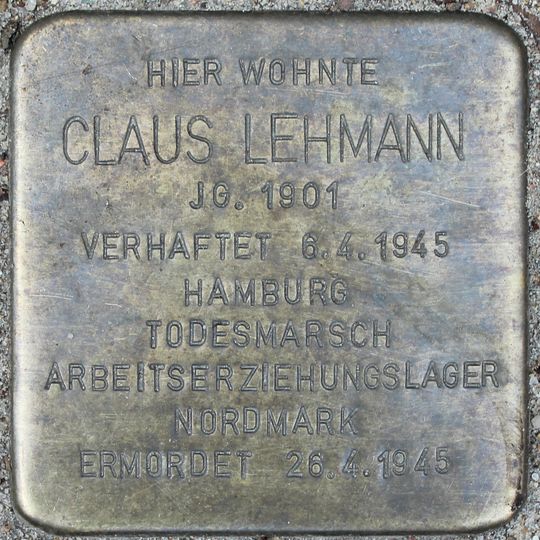 HIER WOHNTE
CLAUS LEHMANN
JG. 1901
VERHAFTET 6.4.1945
HAMBURG
TODESMARSCH
ARBEITSERZIEHUNGSLAGER
NORDMARK
ERMORDET 26.4.1945